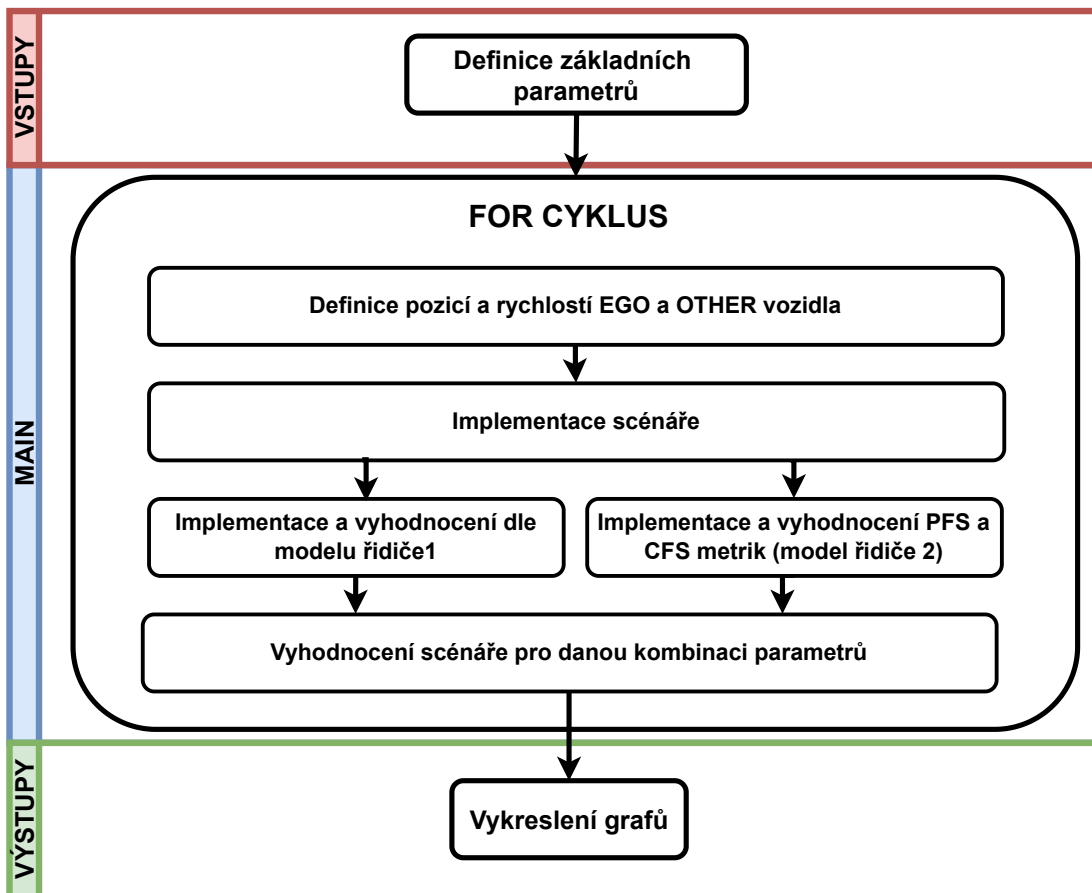 VSTUPY
Definice základních
parametrů
MAIN
FOR CYKLUS
Definice pozicí a rychlostí EGO a OTHER vozidla
Implementace scénáře
Implementace a vyhodnocení dle
modelu řidiče1
Implementace a vyhodnocení PFS a
CFS metrik (model řidiče 2)
Vyhodnocení scénáře pro danou kombinaci parametrů
VÝSTUPY
Vykreslení grafů